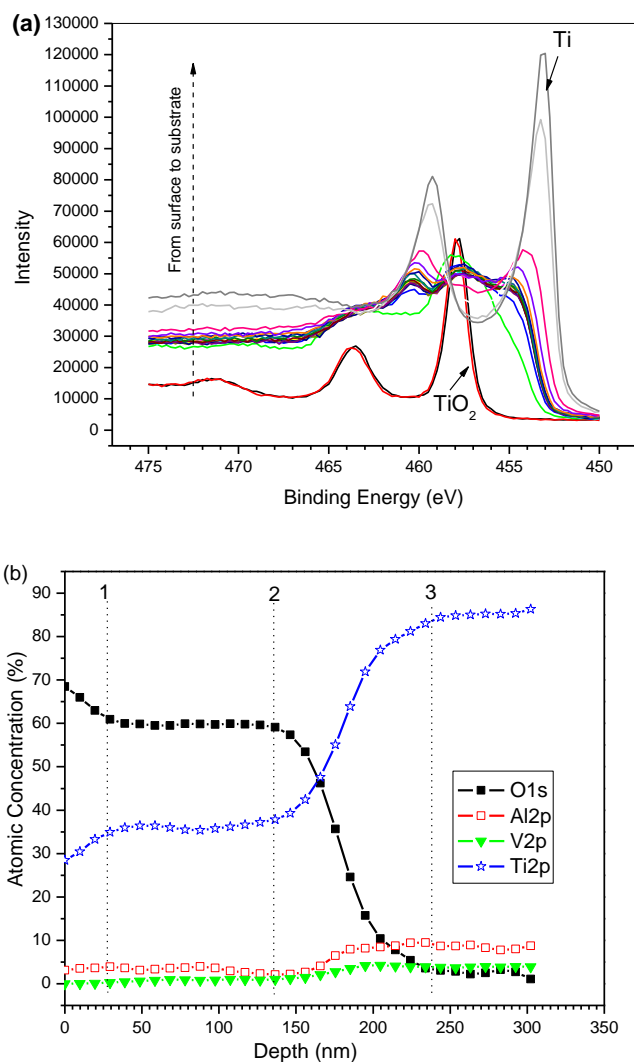 (a)
130000
120000
110000
100000
90000
80000
70000
60000
50000
40000
30000
20000
10000
0
Intensity
From surface to substrate
Ti
TiO2
475 470 465 460 455 450
Binding Energy (eV)
(b)
1 2 3
90
80
70
60
50
40
30
20
10
0
Atomic Concentration (%)
O1s
Al2p
V2p
Ti2p
0 50 100 150 200 250 300 350
Depth (nm)